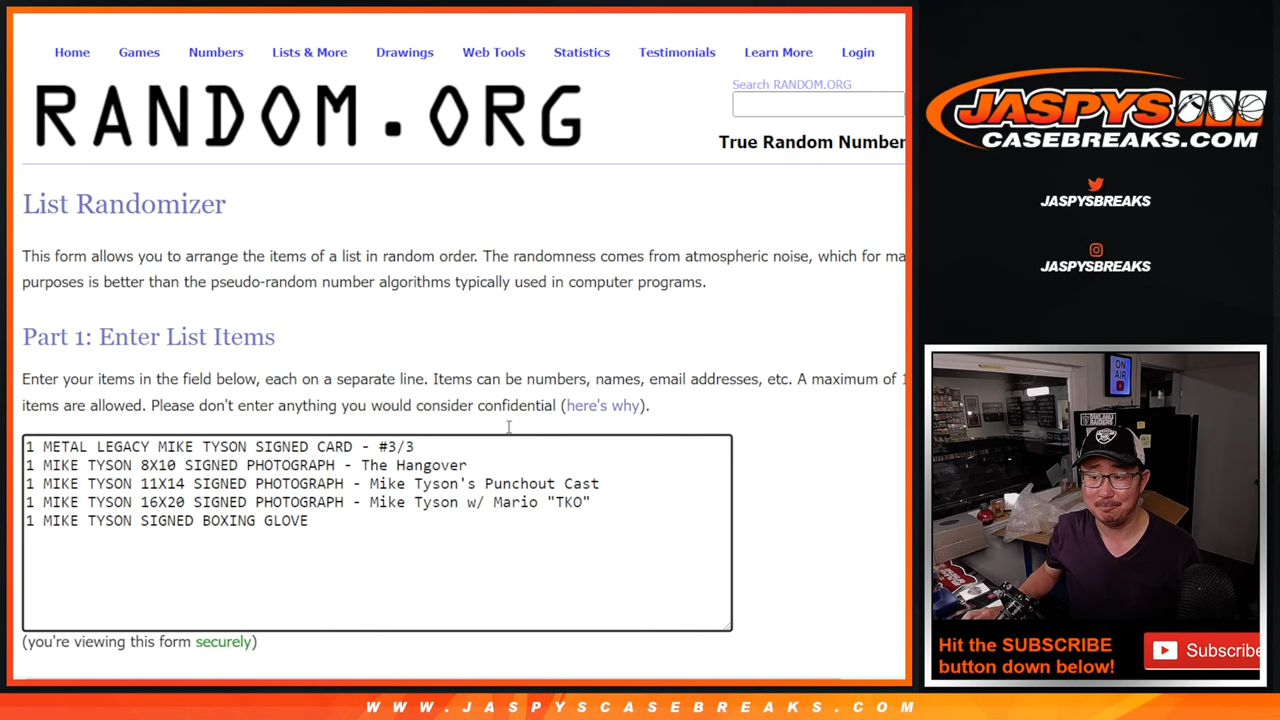 Home Games Numbers Lists & More Drawings Web Tools Statistics Testimonials Learn More Login
RANDOM.ORG
Search RANDOM.ORG
True Random Number
List Randomizer
This form allows you to arrange the items of a list in random order. The randomness comes from atmospheric noise, which for ma
purposes is better than the pseudo-random number algorithms typically used in computer programs.
Part 1: Enter List Items
Enter your items in the field below, each on a separate line. Items can be numbers, names, email addresses, etc. A maximum of 1
items are allowed. Please don't enter anything you would consider confidential (here's why).
1 METAL LEGACY MIKE TYSON SIGNED CARD - #3/3
1 MIKE TYSON 8X10 SIGNED PHOTOGRAPH - The Hangover
1 MIKE TYSON 11X14 SIGNED PHOTOGRAPH - Mike Tyson's Punchout Cast
1 MIKE TYSON 16X20 SIGNED PHOTOGRAPH - Mike Tyson w/ Mario "TKO"
1 MIKE TYSON SIGNED BOXING GLOVE
(you're viewing this form securely)
JASPYS
CASEBREAKS.COM
JASPYSBREAKS
JASPYSBREAKS
ON
AIR
RAIDERS
Hit the SUBSCRIBE
button down below!
Subscribe
WWW.JASPYSCASEBREAKS.COM